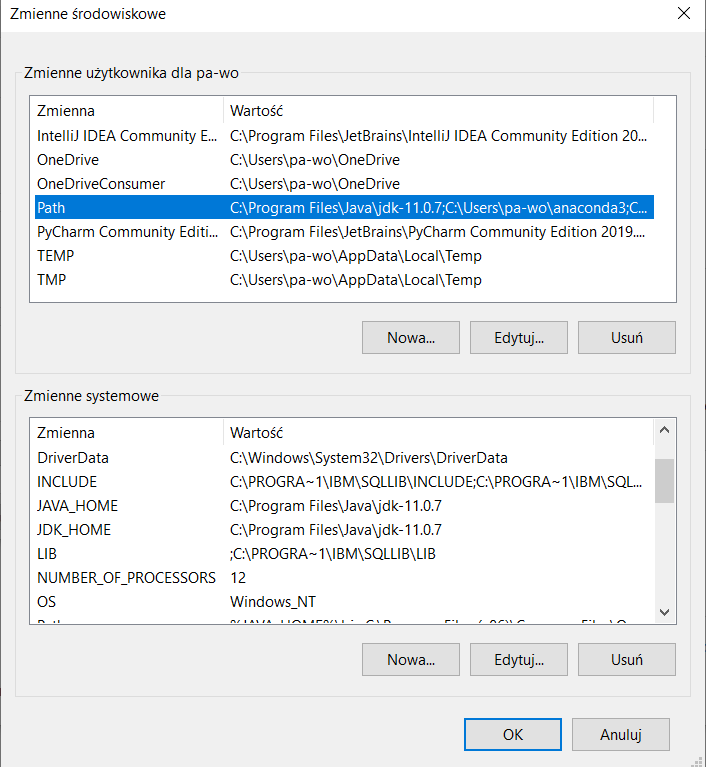 Zmienne środowiskowe
Zmienne użytkownika dla pa-wo
Zmienna Wartość
IntelliJ IDEA Community E... C:\Program Files\JetBrains\IntelliJ IDEA Community Edition 20...
OneDrive C:\Users\pa-wo\OneDrive
OneDriveConsumer C:\Users\pa-wo\OneDrive
Path C:\Program Files\Java\jdk-11.0.7;C:\Users\pa-wo\anaconda3;C...
PyCharm Community Editi... C:\Program Files\JetBrains\PyCharm Community Edition 2019....
TEMP C:\Users\pa-wo\AppData\Local\Temp
TMP C:\Users\pa-wo\AppData\Local\Temp
Nowa... Edytuj... Usuń
Zmienne systemowe
Zmienna Wartość
DriverData C:\Windows\System32\Drivers\DriverData
INCLUDE C:\PROGRA~1\IBM\SQLLIB\INCLUDE;C:\PROGRA~1\IBM\SQL...
JAVA_HOME C:\Program Files\Java\jdk-11.0.7
JDK_HOME C:\Program Files\Java\jdk-11.0.7
LIB ;C:\PROGRA~1\IBM\SQLLIB\LIB
NUMBER_OF_PROCESSORS 12
OS Windows_NT
Nowa... Edytuj... Usuń
OK Anuluj